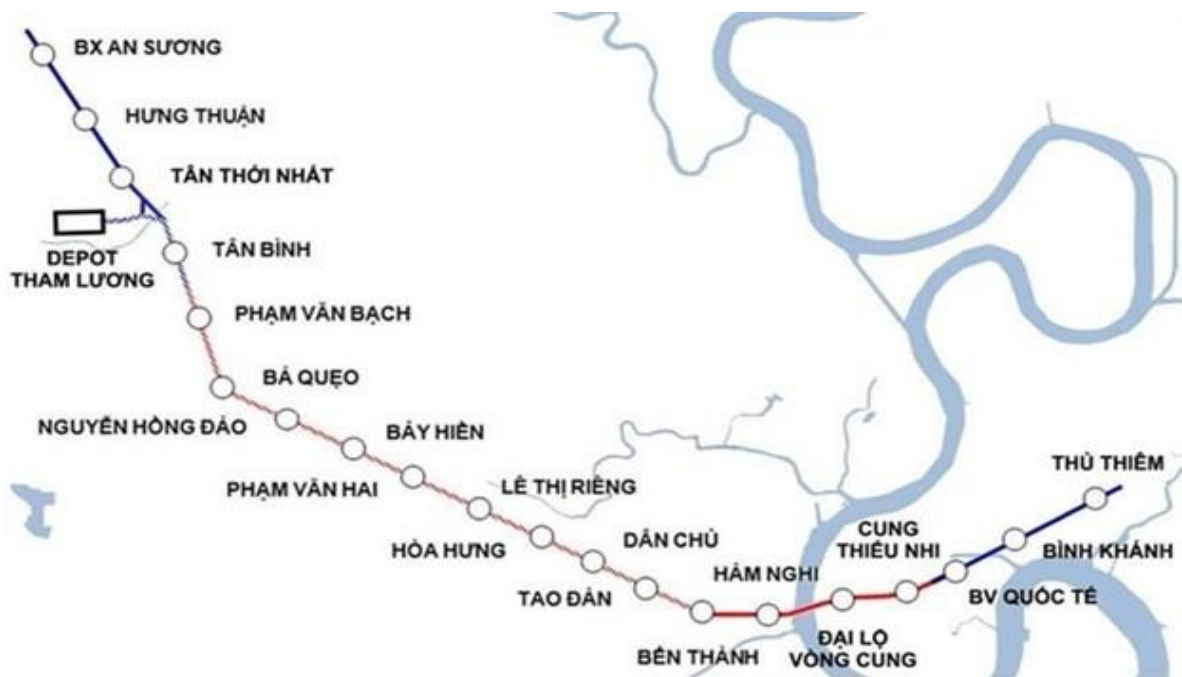 BX AN SƯƠNG
HƯNG THUẬN
TÂN THỚI NHẤT
DEPOT
THAM LƯƠNG
TÂN BÌNH
PHẠM VĂN BẠCH
BÀ QUẸO
NGUYỄN HỒNG ĐÀO
BẢY HIỀN
PHẠM VĂN HAI
LÊ THỊ RIÊNG
HÒA HƯNG
DÂN CHỦ
TAO ĐÀN
HÀM NGHI
BẾN THÀNH
ĐẠI LỘ
VÒNG CUNG
CUNG
THIẾU NHI
BV QUỐC TẾ
BÌNH KHÁNH
THỦ THIÊM